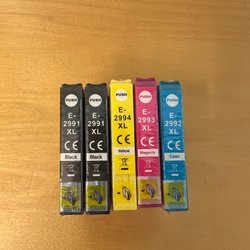 PUSH
E-
2991
XL
Black
PUSH
E-
2991
XL
Black
PUSH
E-
2994
XL
Yellow
PUSH
E-
2993
XL
Magenta
PUSH
E-
2992
XL
Cyan